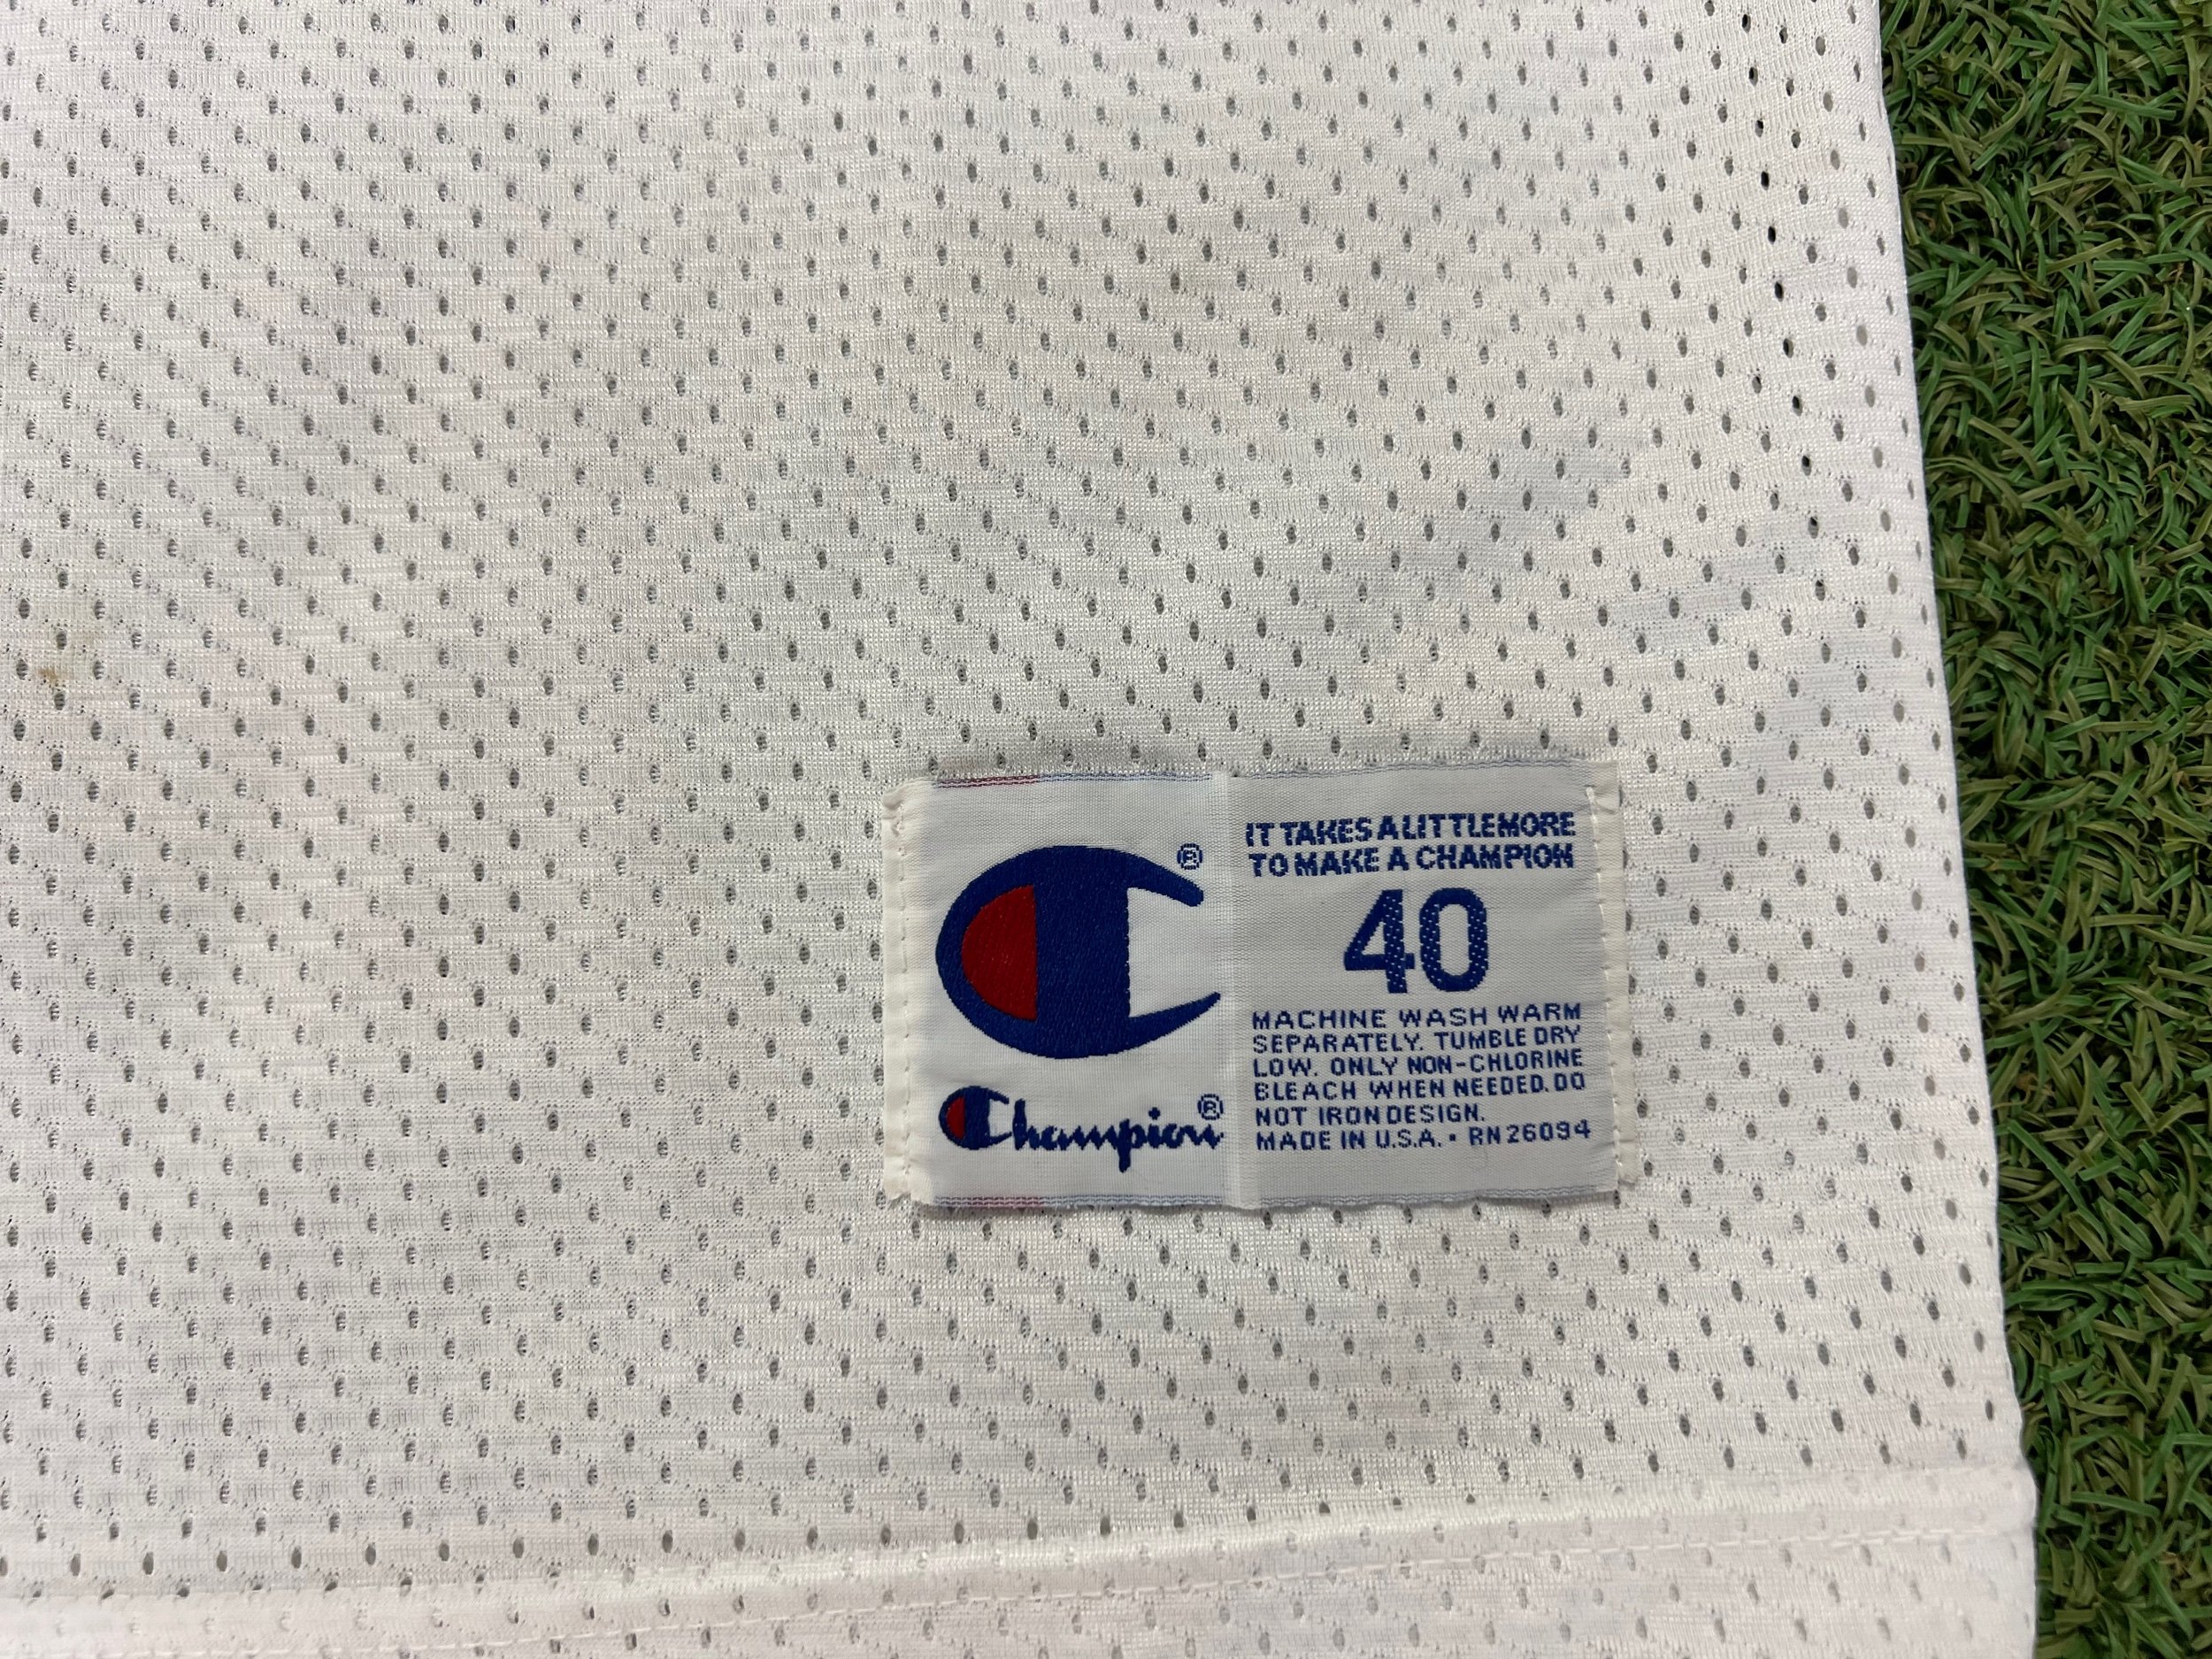 ®
Champion®
IT TAKES A LITTLE MORE
TO MAKE A CHAMPION
40
MACHINE WASH WARM
SEPARATELY. TUMBLE DRY
LOW. ONLY NON-CHLORINE
BLEACH WHEN NEEDED. DO
NOT IRON DESIGN.
MADE IN U.S.A. • RN 26094